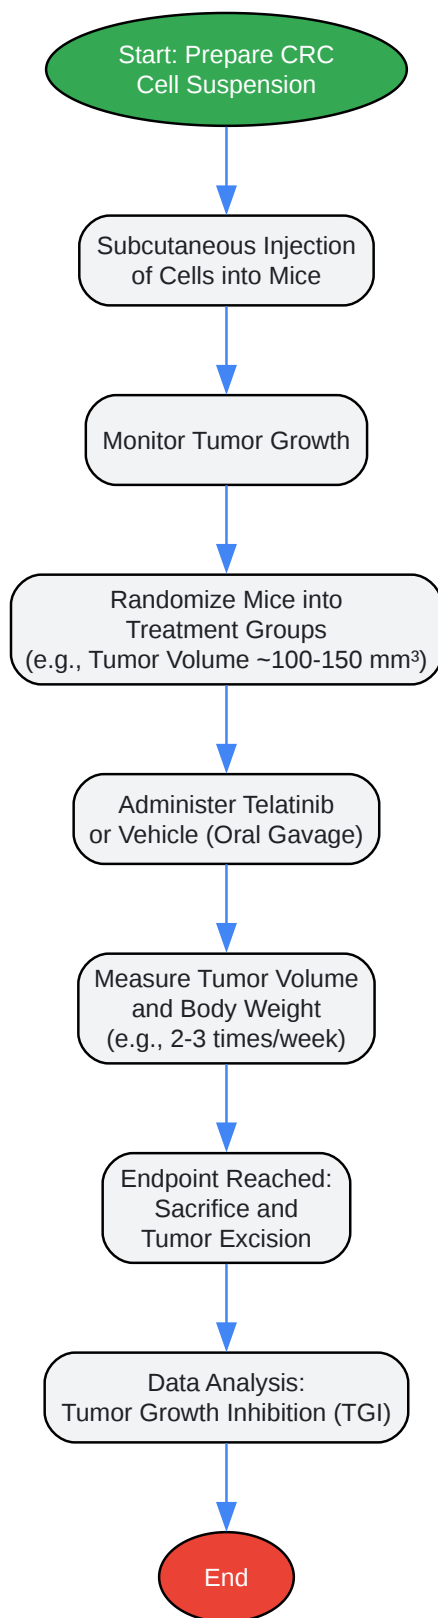 Start: Prepare CRC
Cell Suspension
Subcutaneous Injection
of Cells into Mice
Monitor Tumor Growth
Randomize Mice into
Treatment Groups
(e.g., Tumor Volume ~100-150 mm³)
Administer Telatinib
or Vehicle (Oral Gavage)
Measure Tumor Volume
and Body Weight
(e.g., 2-3 times/week)
Endpoint Reached:
Sacrifice and
Tumor Excision
Data Analysis:
Tumor Growth Inhibition (TGI)
End